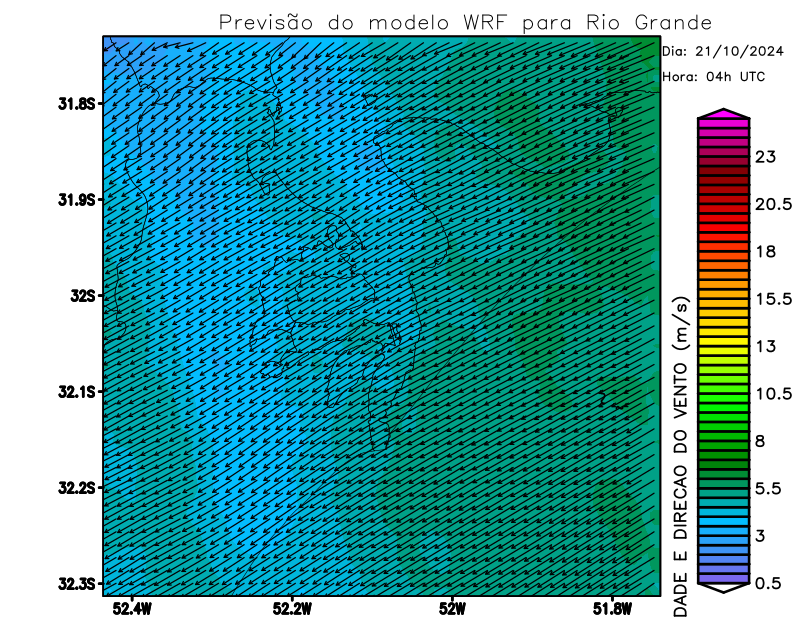 Previsão do modelo WRF para Rio Grande
Dia: 21/10/2024
Hora: 04h UTC
31.8S
31.9S
32S
32.1S
32.2S
32.3S
52.4W
52.2W
52W
51.8W
DADE E DIRECAO DO VENTO (m/s)
23
20.5
18
15.5
13
10.5
8
5.5
3
0.5